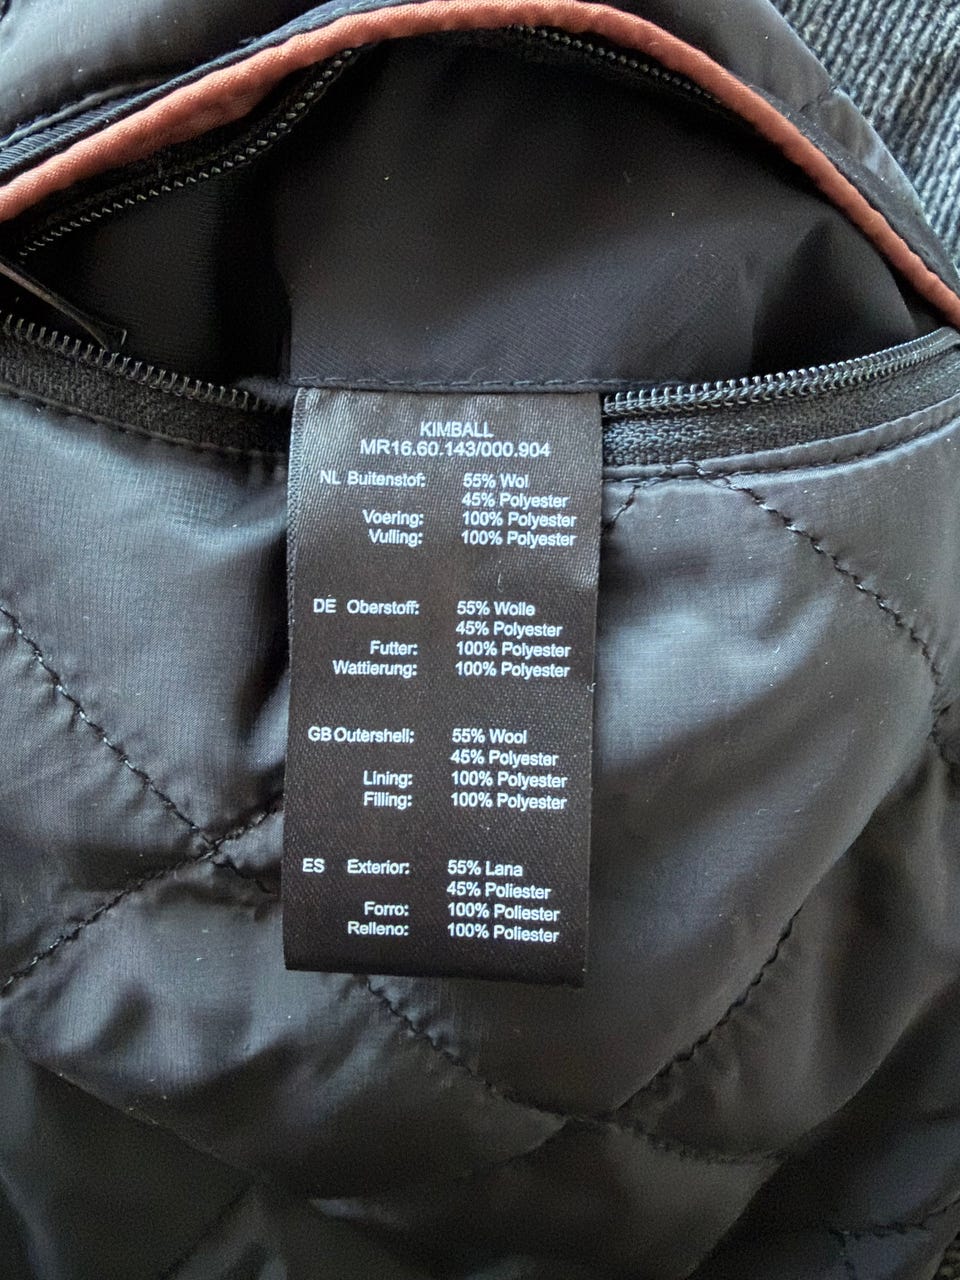 KIMBALL
MR16.60.143/000.904
NL Buitenstof: 55% Wol
45% Polyester
Voering: 100% Polyester
Vulling: 100% Polyester
DE Oberstoff: 55% Wolle
45% Polyester
Futter: 100% Polyester
Wattierung: 100% Polyester
GB Outershell: 55% Wool
45% Polyester
Lining: 100% Polyester
Filling: 100% Polyester
ES Exterior: 55% Lana
45% Poliester
Forro: 100% Poliester
Relleno: 100% Poliester